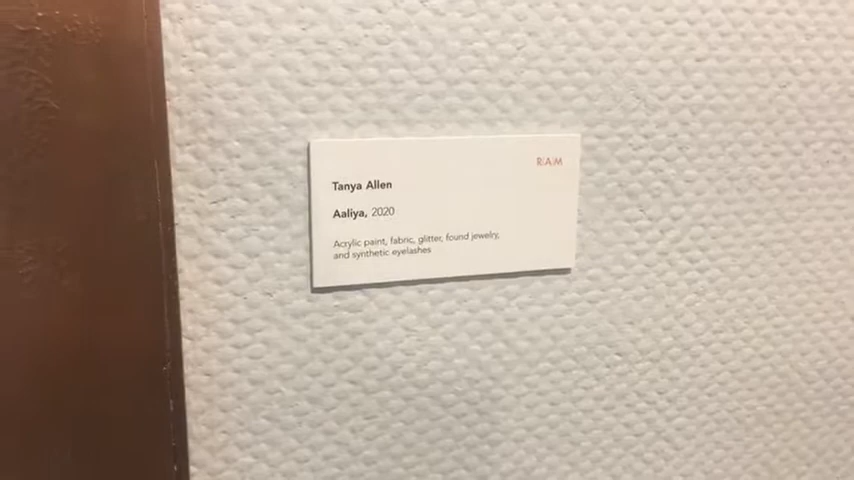 RAM
Tanya Allen
Aaliya, 2020
Acrylic paint, fabric, glitter, found jewelry,
and synthetic eyelashes